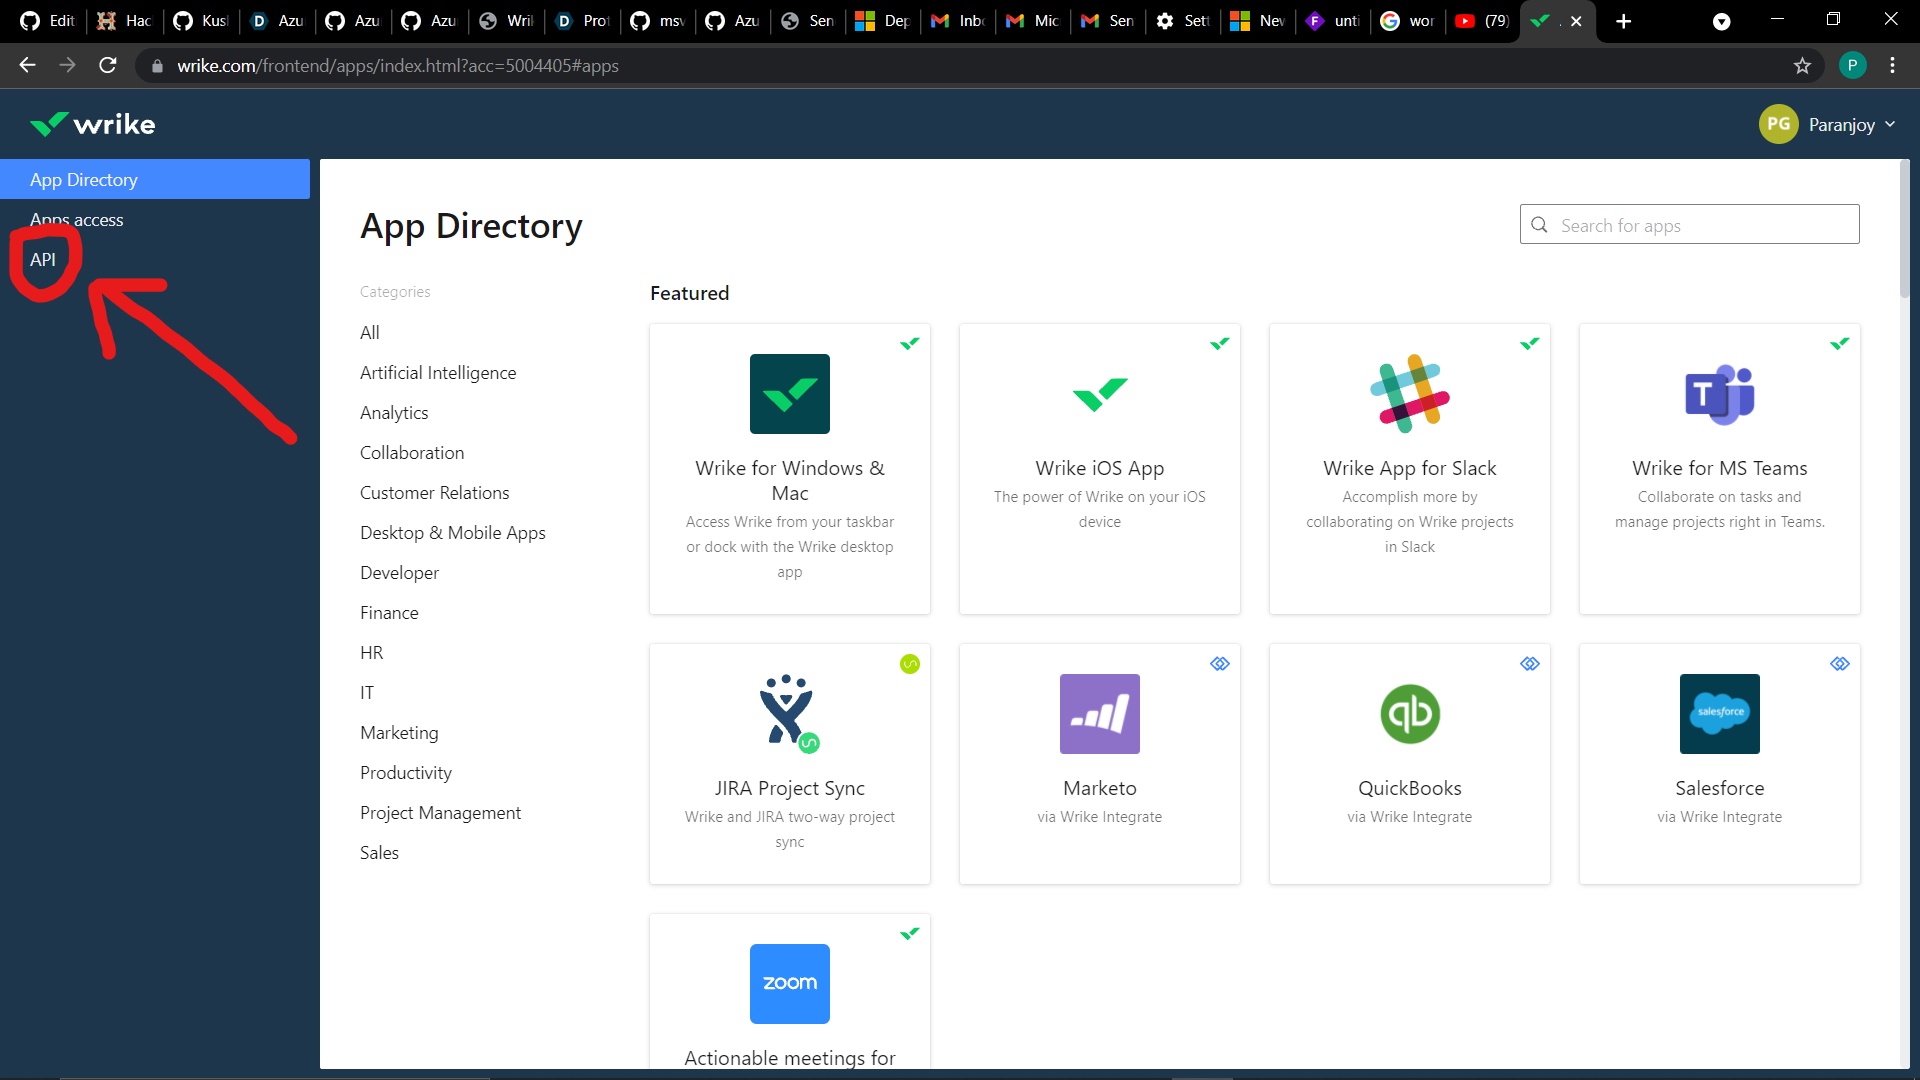 Edit
Hac
Kus
Azu
Azu
Azu
Wri
Prot
msv
Azu
Sen
Dep
Inb
Mic
Sen
Sett
New
unti
wor
(79)
wrike.com/frontend/apps/index.html?acc=5004405#apps
P
wrike
PG Paranjoy
App Directory
Apps access
API
App Directory
Search for apps
Categories
All
Artificial Intelligence
Analytics
Collaboration
Customer Relations
Desktop & Mobile Apps
Developer
Finance
HR
IT
Marketing
Productivity
Project Management
Sales
Featured
Wrike for Windows &
Mac
Access Wrike from your taskbar
or dock with the Wrike desktop
app
Wrike iOS App
The power of Wrike on your iOS
device
Wrike App for Slack
Accomplish more by
collaborating on Wrike projects
in Slack
T
Wrike for MS Teams
Collaborate on tasks and
manage projects right in Teams.
JIRA Project Sync
Wrike and JIRA two-way project
sync
Marketo
via Wrike Integrate
qb
QuickBooks
via Wrike Integrate
salesforce
Salesforce
via Wrike Integrate
zoom
Actionable meetings for